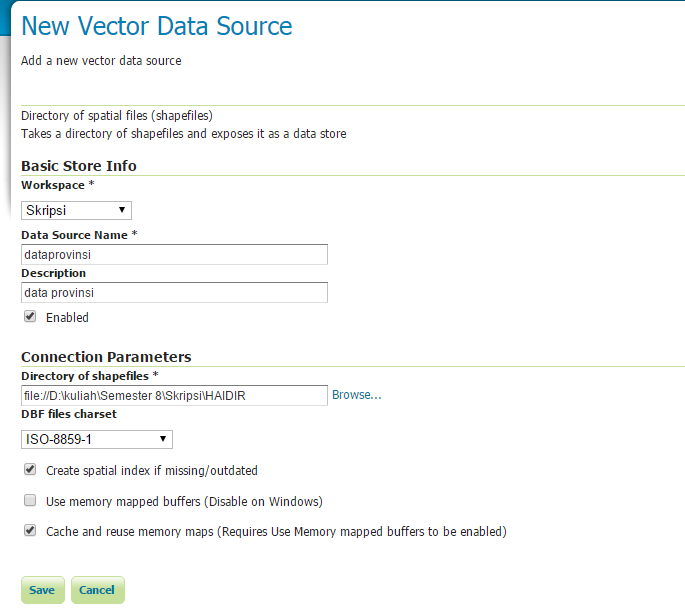 New Vector Data Source
Add a new vector data source
Directory of spatial files (shapefiles)
Takes a directory of shapefiles and exposes it as a data store
Basic Store Info
Workspace *
Skripsi
Data Source Name *
dataprovinsi
Description
data provinsi
Enabled
Connection Parameters
Directory of shapefiles *
file://D:\kuliah\Semester 8\Skripsi\HAIDIR Browse...
DBF files charset
ISO-8859-1
Create spatial index if missing/outdated
Use memory mapped buffers (Disable on Windows)
Cache and reuse memory maps (Requires Use Memory mapped buffers to be enabled)
Save Cancel